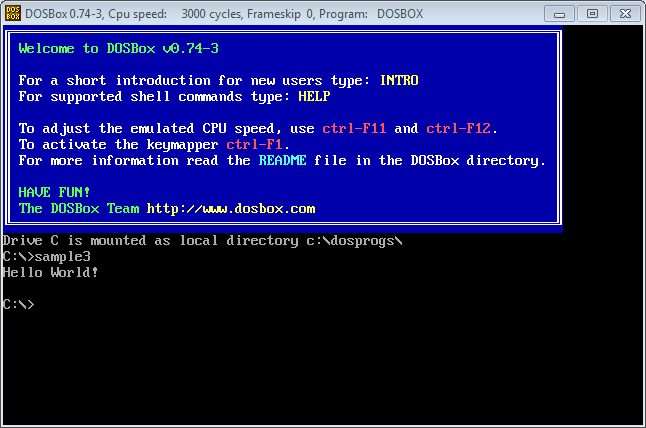 DOSBox 0.74-3, Cpu speed: 3000 cycles, Frameskip 0, Program: DOSBOX
Welcome to DOSBox v0.74-3
For a short introduction for new users type: INTRO
For supported shell commands type: HELP
To adjust the emulated CPU speed, use ctrl-F11 and ctrl-F12.
To activate the keymapper ctrl-F1.
For more information read the README file in the DOSBox directory.
HAVE FUN!
The DOSBox Team http://www.dosbox.com
Drive C is mounted as local directory c:\dosprogs\
C:\>sample3
Hello World!
C:\>